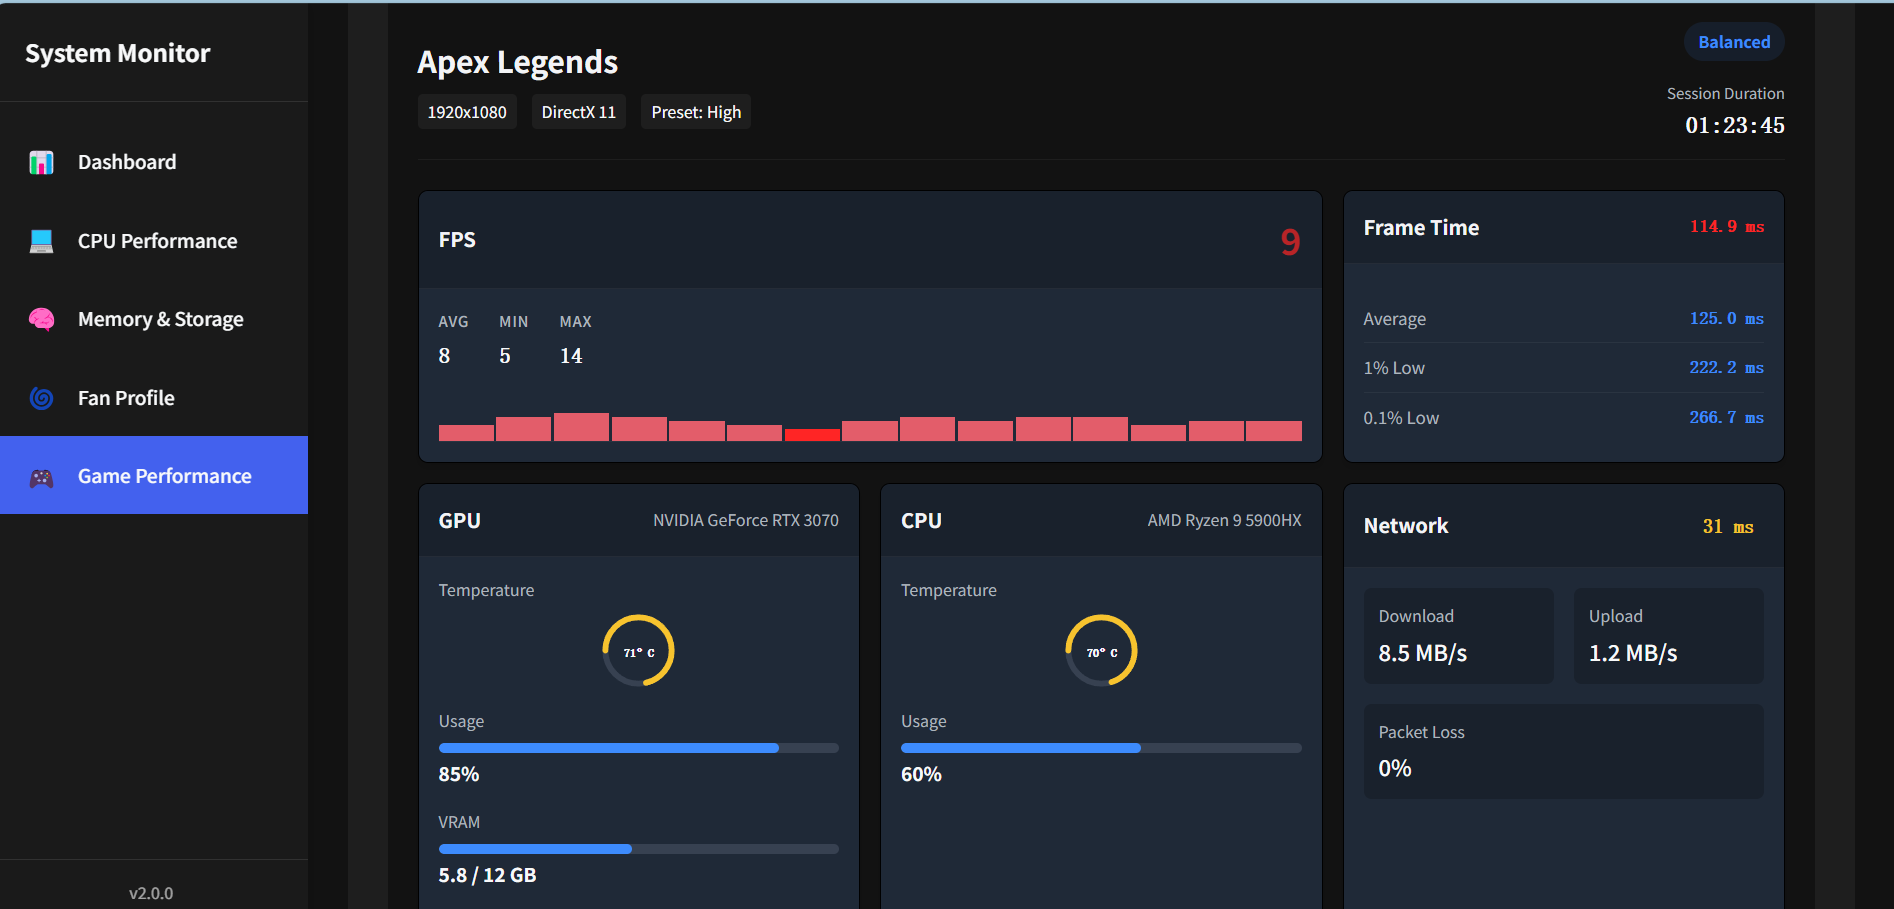 System Monitor
Dashboard
CPU Performance
Memory & Storage
Fan Profile
Game Performance
v2.0.0
Apex Legends
1920x1080 DirectX 11 Preset: High
Balanced
Session Duration
01:23:45
FPS 9
AVG MIN MAX
8 5 14
Frame Time 114.9 ms
Average 125.0 ms
1% Low 222.2 ms
0.1% Low 266.7 ms
GPU NVIDIA GeForce RTX 3070
Temperature
71° C
Usage
85%
VRAM
5.8 / 12 GB
CPU AMD Ryzen 9 5900HX
Temperature
70° C
Usage
60%
Network 31 ms
Download Upload
8.5 MB/s 1.2 MB/s
Packet Loss
0%